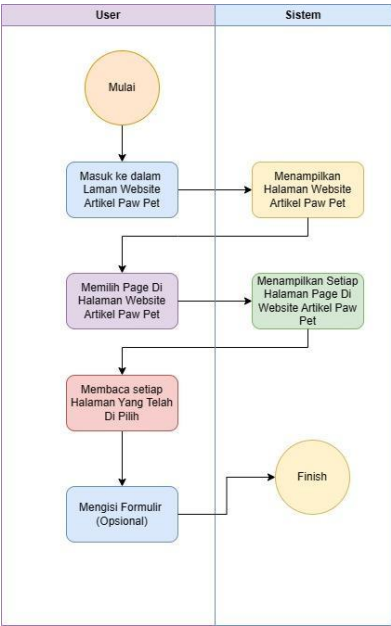 User
Sistem
Mulai
Masuk ke dalam
Laman Website
Artikel Paw Pet
Menampilkan
Halaman Website
Artikel Paw Pet
Memilih Page Di
Halaman Website
Artikel Paw Pet
Menampilkan Setiap
Halaman Page Di
Website Artikel Paw
Pet
Membaca setiap
Halaman Yang Telah
Di Pilih
Mengisi Formulir
(Opsional)
Finish